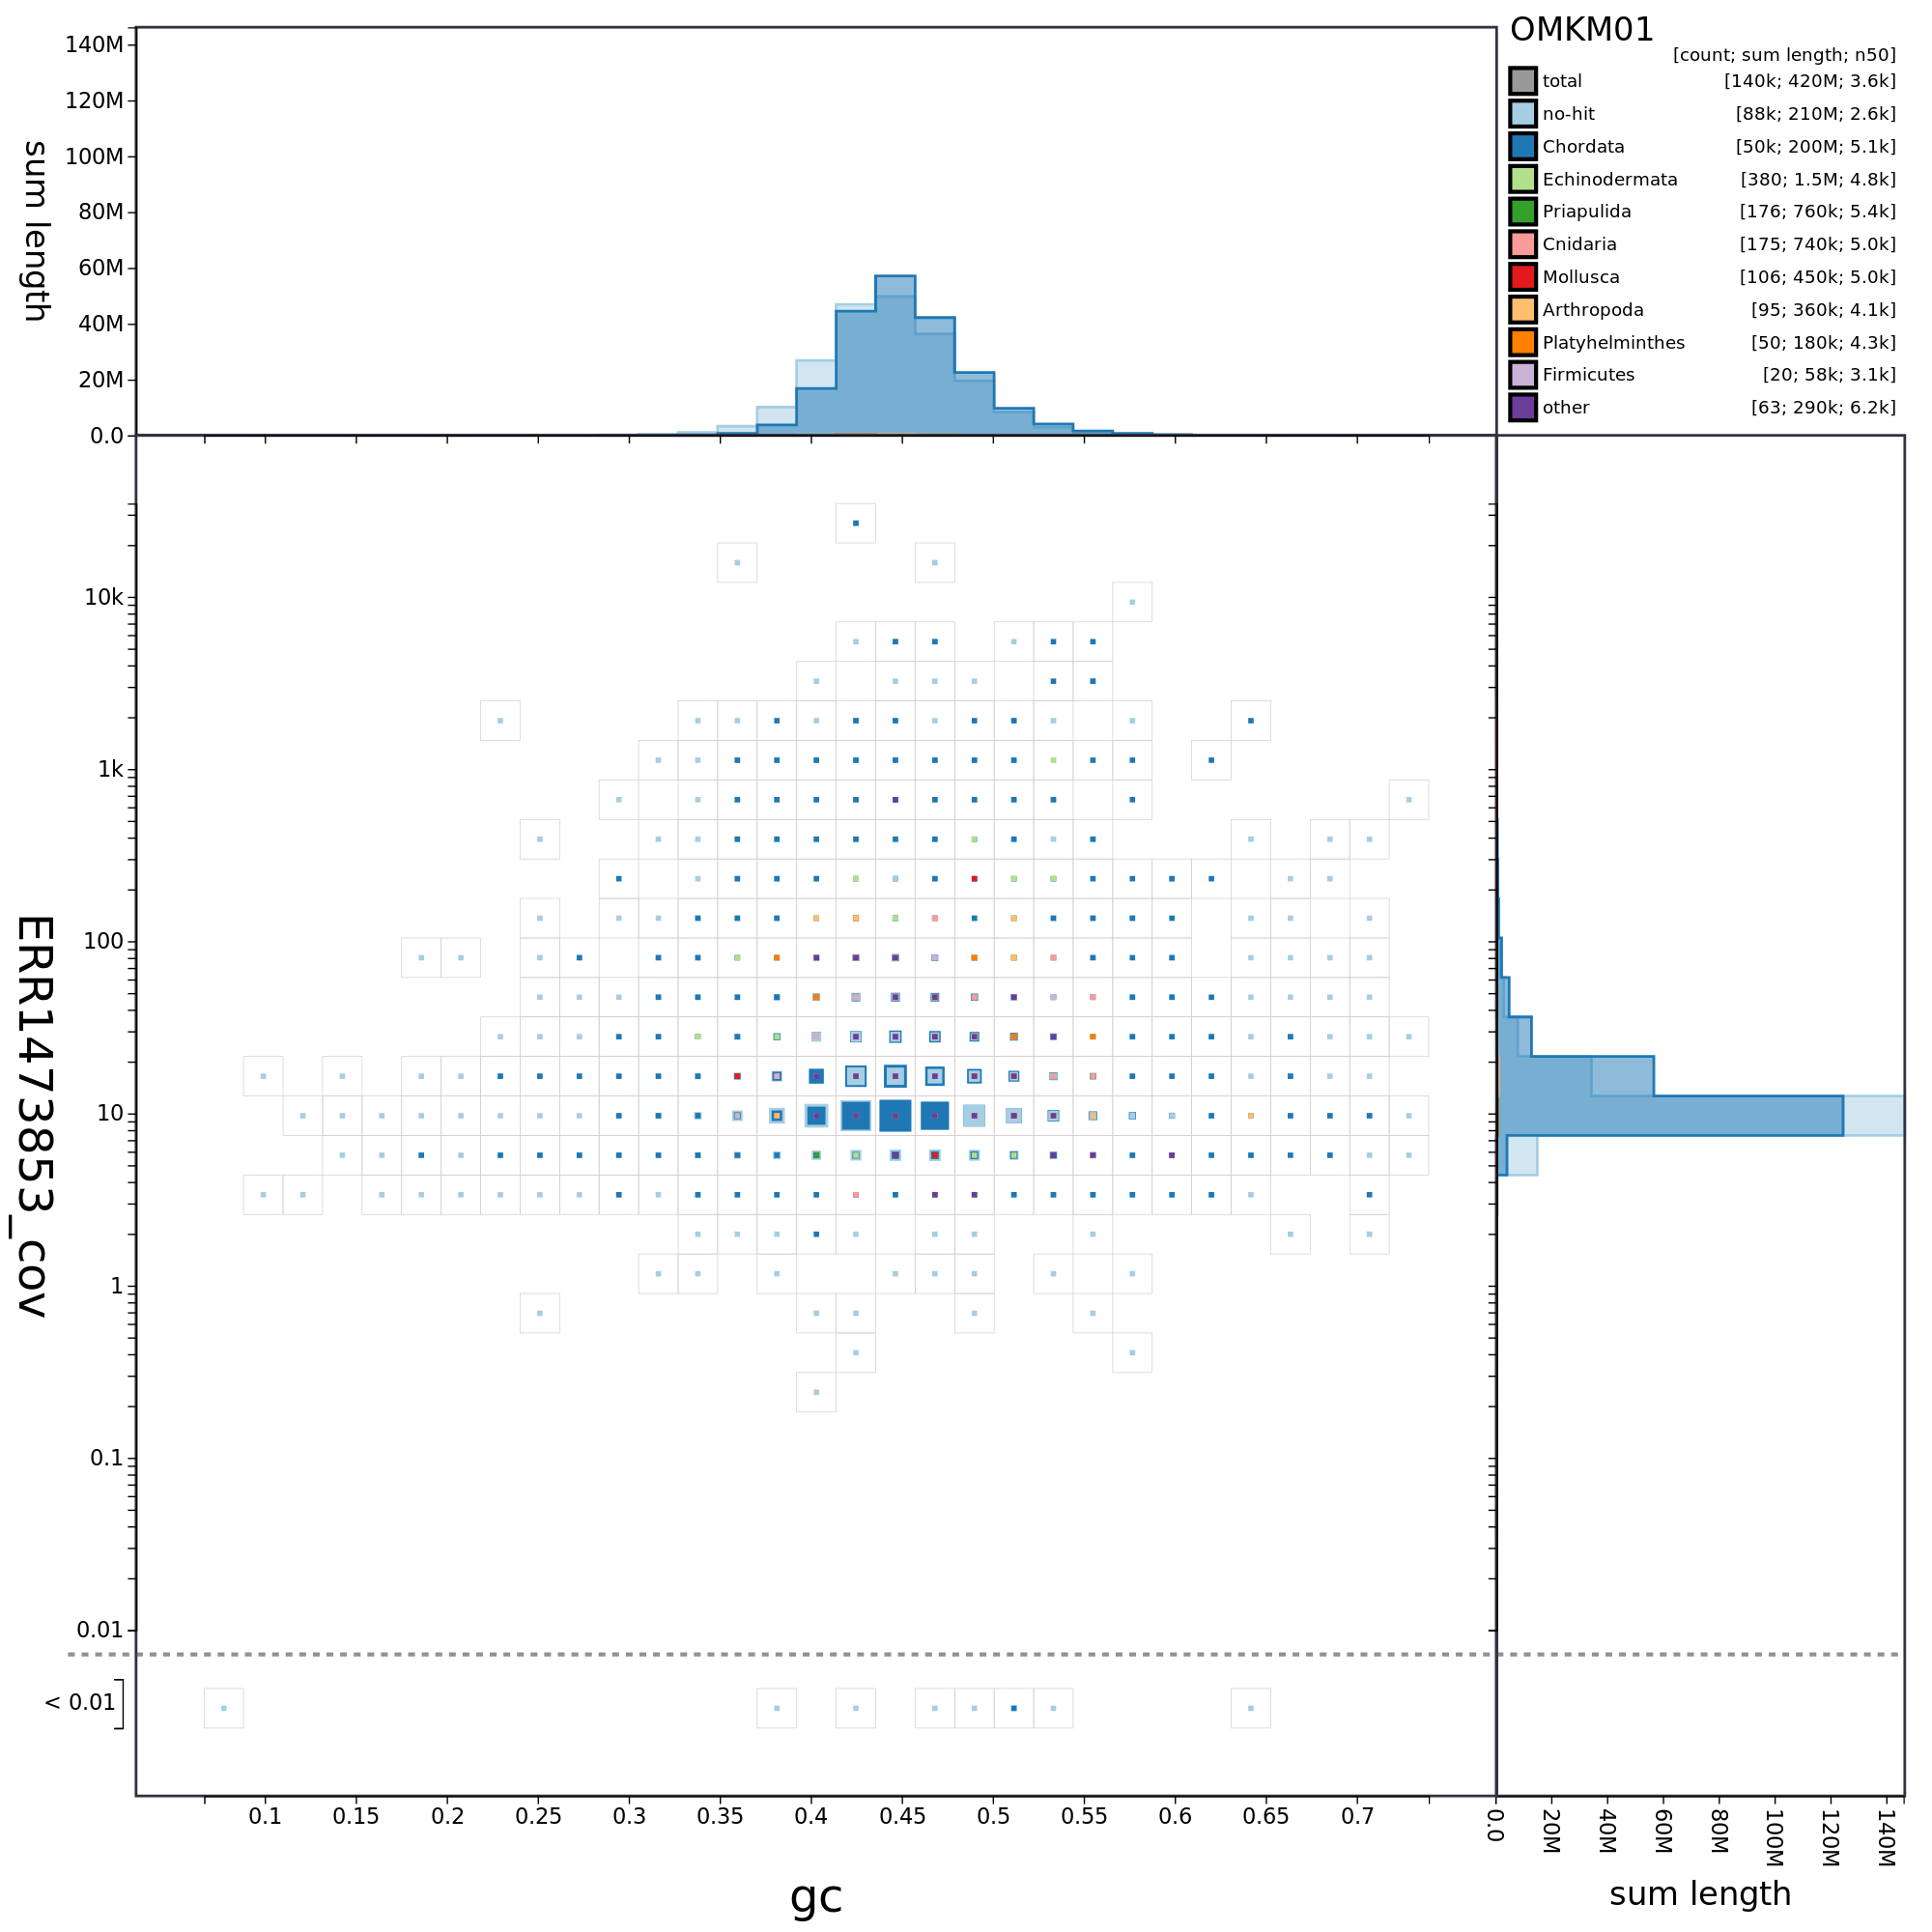 OMKM01
[count; sum length; n50]
total [140k; 420M; 3.6k]
no-hit [88k; 210M; 2.6k]
Chordata [50k; 200M; 5.1k]
Echinodermata [380; 1.5M; 4.8k]
Priapulida [176; 760k; 5.4k]
Cnidaria [175; 740k; 5.0k]
Mollusca [106; 450k; 5.0k]
Arthropoda [95; 360k; 4.1k]
Platyhelminthes [50; 180k; 4.3k]
Firmicutes [20; 58k; 3.1k]
other [63; 290k; 6.2k]
sum length
140M
120M
100M
80M
60M
40M
20M
0.0
ERR1473853_cov
10k
1k
100
10
1
0.1
0.01
< 0.01
0.1 0.15 0.2 0.25 0.3 0.35 0.4 0.45 0.5 0.55 0.6 0.65 0.7
gc
0.0 20M 40M 60M 80M 100M 120M 140M
sum length